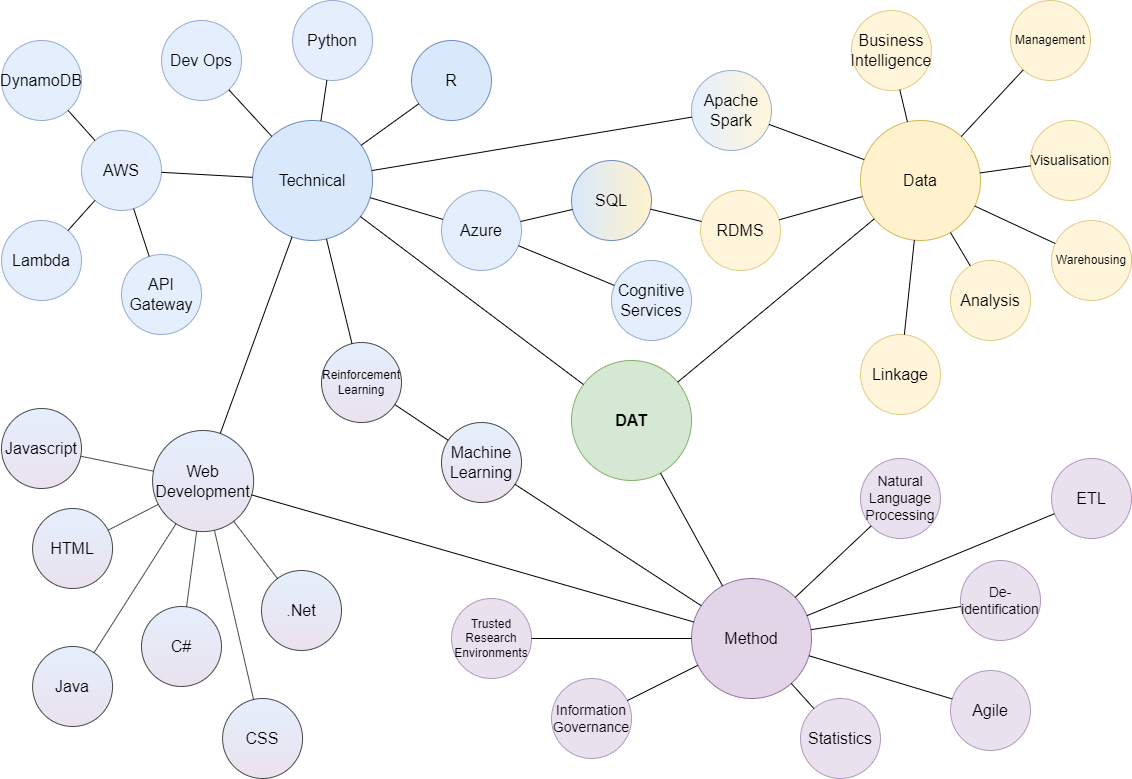 Python
Dev Ops
R
DynamoDB
AWS
Technical
Lambda
API
Gateway
Apache
Spark
SQL
Azure
RDMS
Cognitive
Services
Business
Intelligence
Management
Data
Visualisation
Warehousing
Analysis
Linkage
Reinforcement
Learning
Machine
Learning
DAT
Javascript
Web
Development
HTML
.Net
C#
Java
CSS
Natural
Language
Processing
ETL
De-
identification
Trusted
Research
Environments
Method
Information
Governance
Agile
Statistics